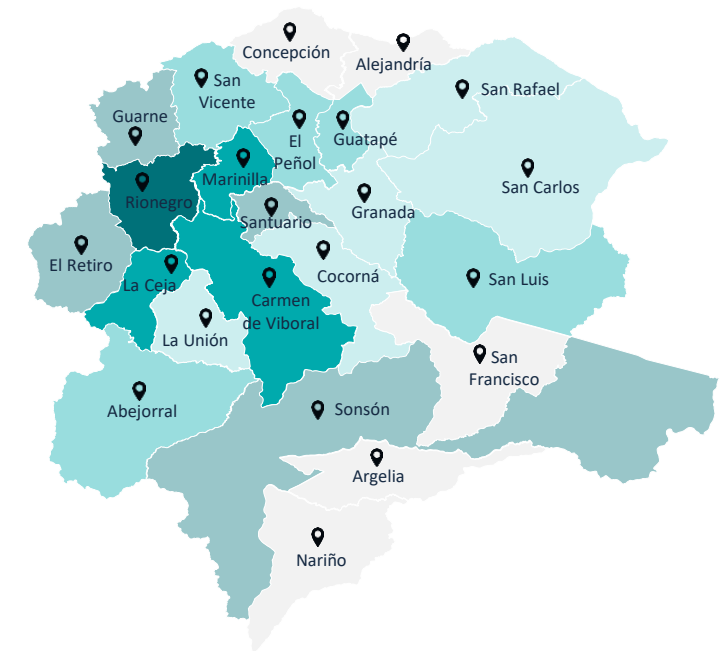 Concepción
Alejandría
San
Vicente
San Rafael
Guarne
El
Peñol
Guatapé
Marinilla
San Carlos
Rionegro
Granada
Santuario
El Retiro
Cocorná
La Ceja
San Luis
Carmen
de Viboral
La Unión
San
Francisco
Abejorral
Sonsón
Argelia
Nariño